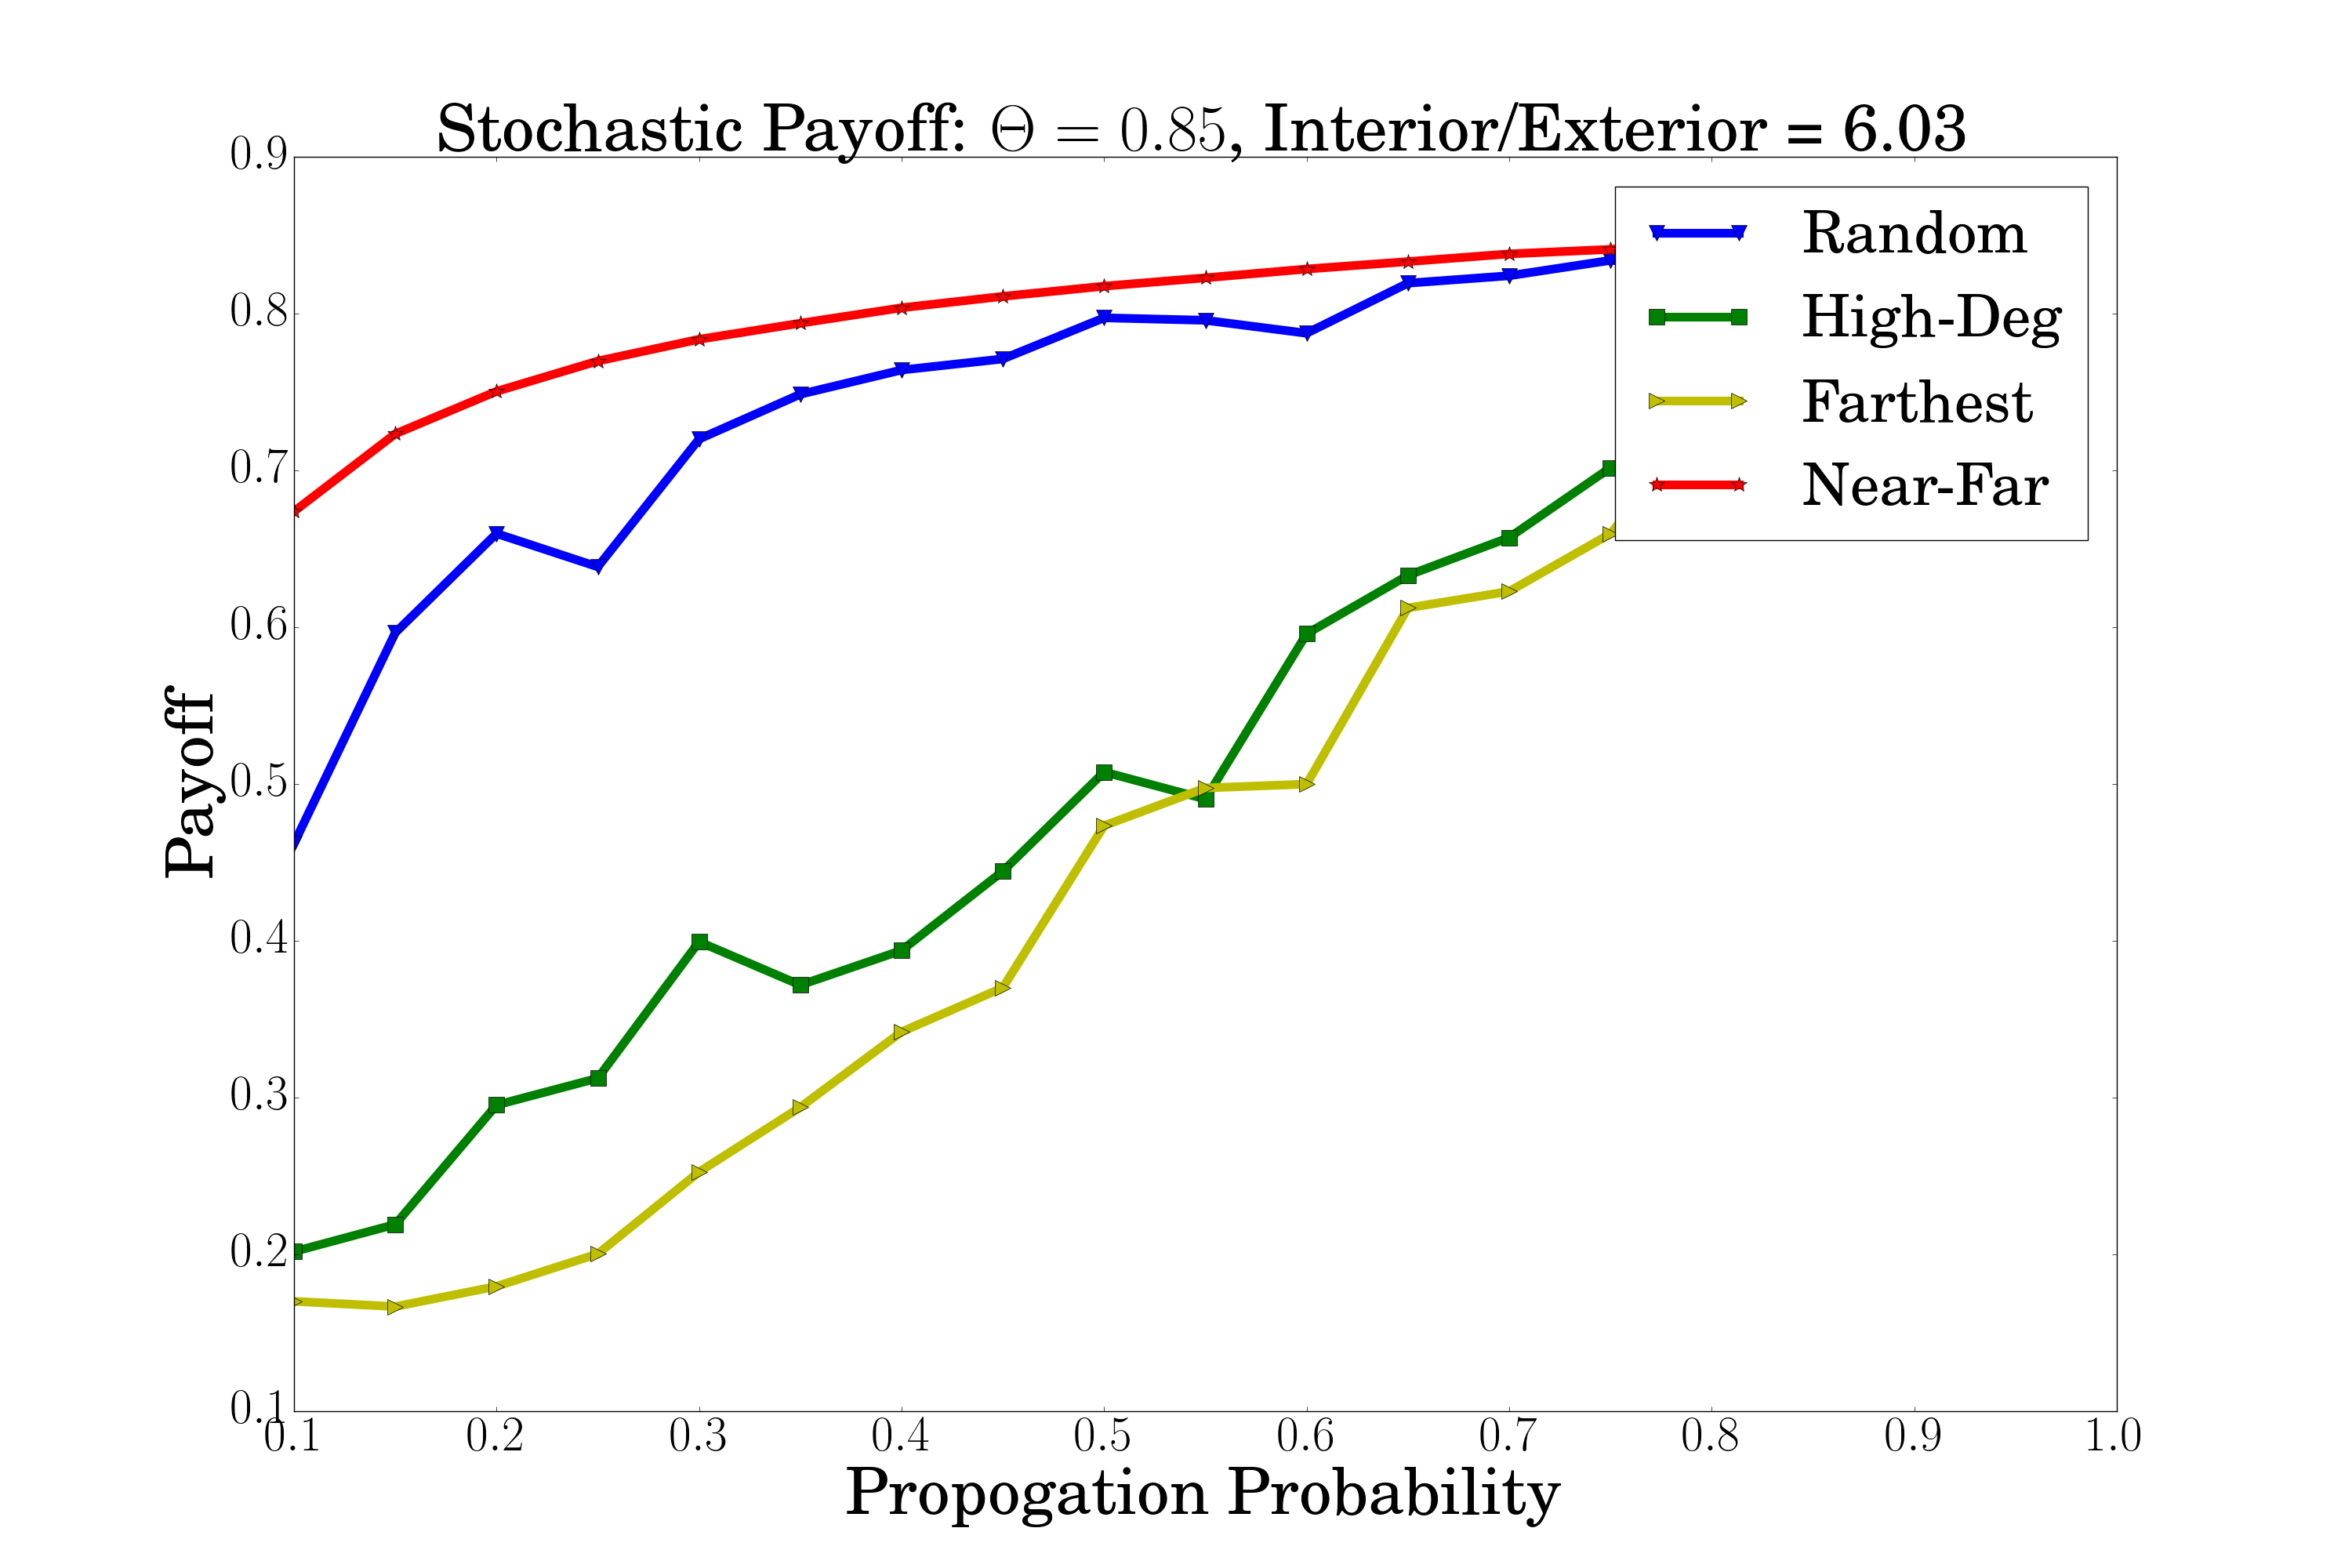 Stochastic Payoff: Θ = 0.85, Interior/Exterior = 6.03
0.9
0.8
0.7
0.6
0.5
0.4
0.3
0.2
0.1
Payoff
Random
High-Deg
Farthest
Near-Far
0.1 0.2 0.3 0.4 0.5 0.6 0.7 0.8 0.9 1.0
Propogation Probability